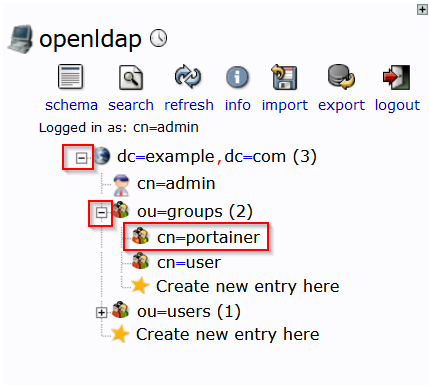 openldap
schema search refresh info import export logout
Logged in as: cn=admin
dc=example,dc=com (3)
cn=admin
ou=groups (2)
cn=portainer
cn=user
Create new entry here
ou=users (1)
Create new entry here